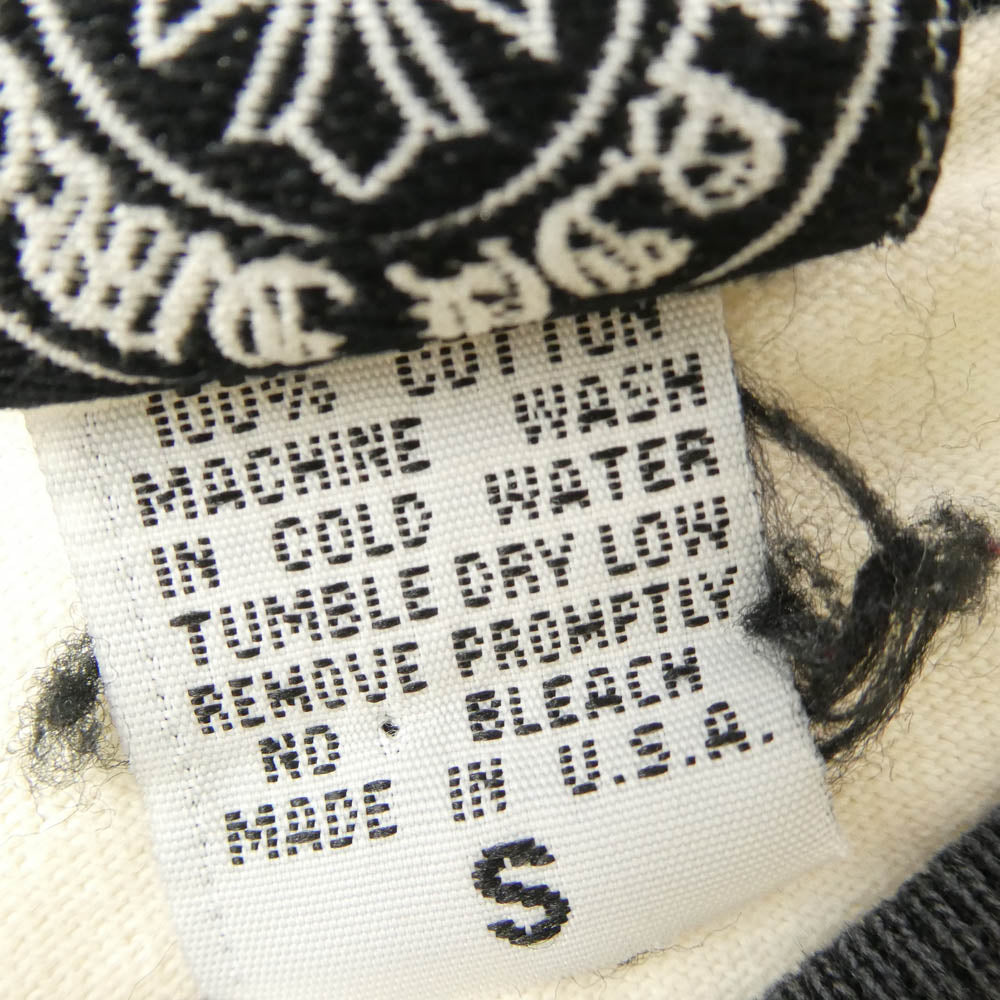 100% COTTON
MACHINE WASH
IN COLD WATER
TUMBLE DRY LOW
REMOVE PROMPTLY
NO BLEACH
MADE IN U.S.A.
S